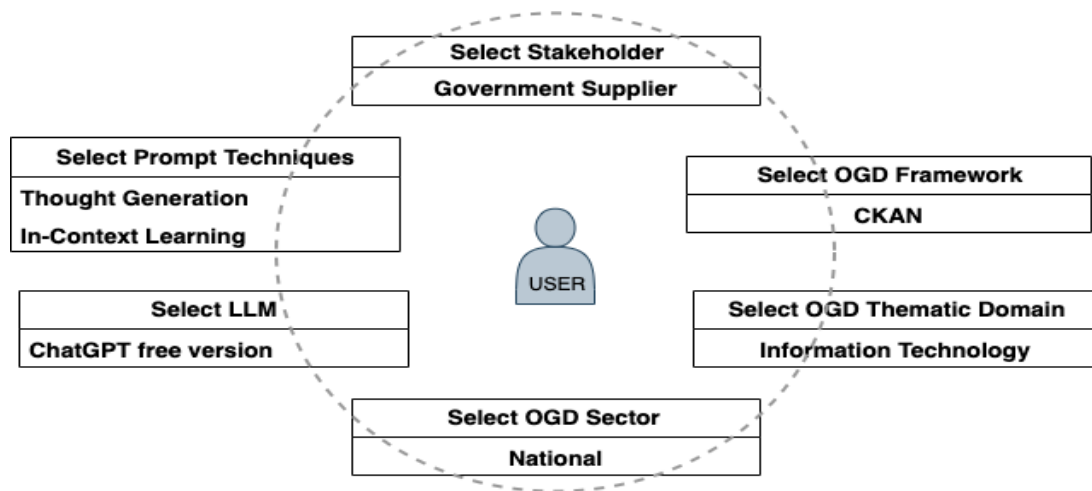 Select Stakeholder
Government Supplier
Select Prompt Techniques
Thought Generation
In-Context Learning
Select OGD Framework
CKAN
USER
Select LLM
ChatGPT free version
Select OGD Thematic Domain
Information Technology
Select OGD Sector
National